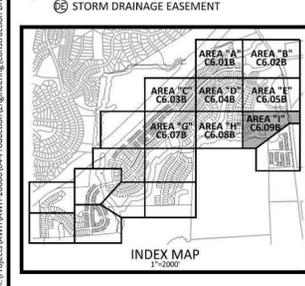 DE STORM DRAINAGE EASEMENT
AREA "A" AREA "B"
C6.01B C6.02B
AREA "C" AREA "D" AREA "E"
C6.03B C6.04B C6.05B
AREA "G" AREA "H" AREA "I"
C6.07B C6.08B C6.09B
INDEX MAP
1"=2000'